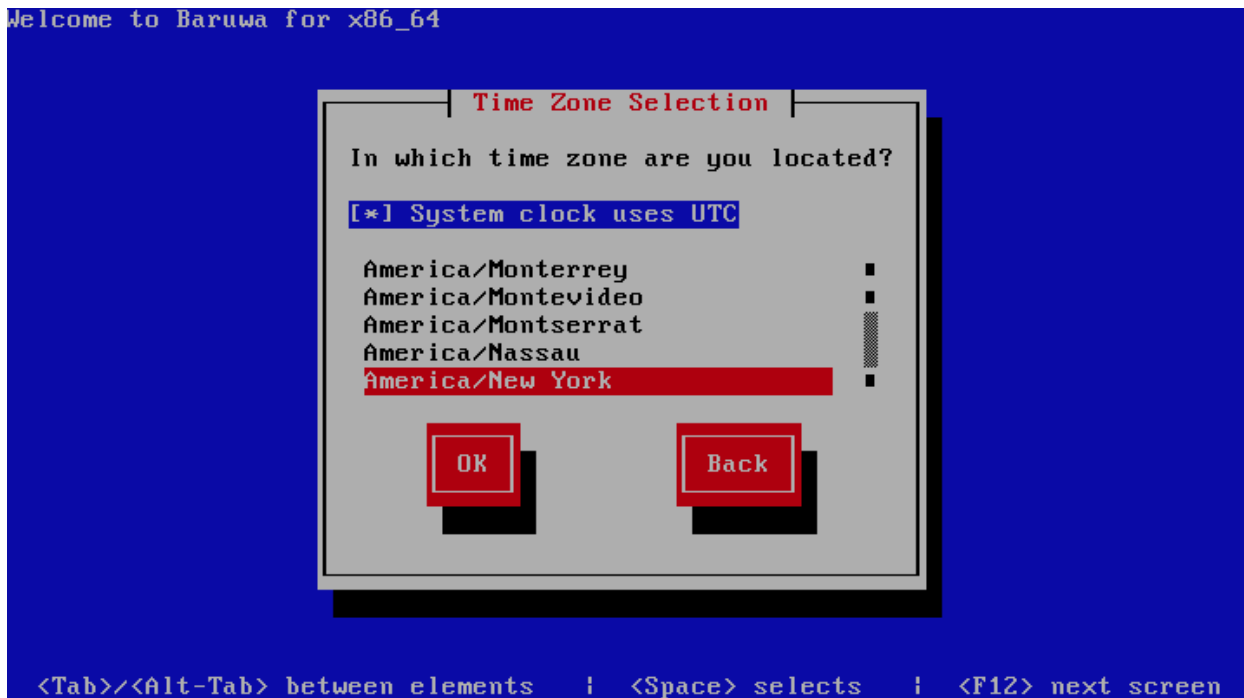 Welcome to Baruwa for x86_64
Time Zone Selection
In which time zone are you located?
[*] System clock uses UTC
America/Monterrey
America/Montevideo
America/Montserrat
America/Nassau
America/New York
OK Back
<Tab>/<Alt-Tab> between elements | <Space> selects | <F12> next screen